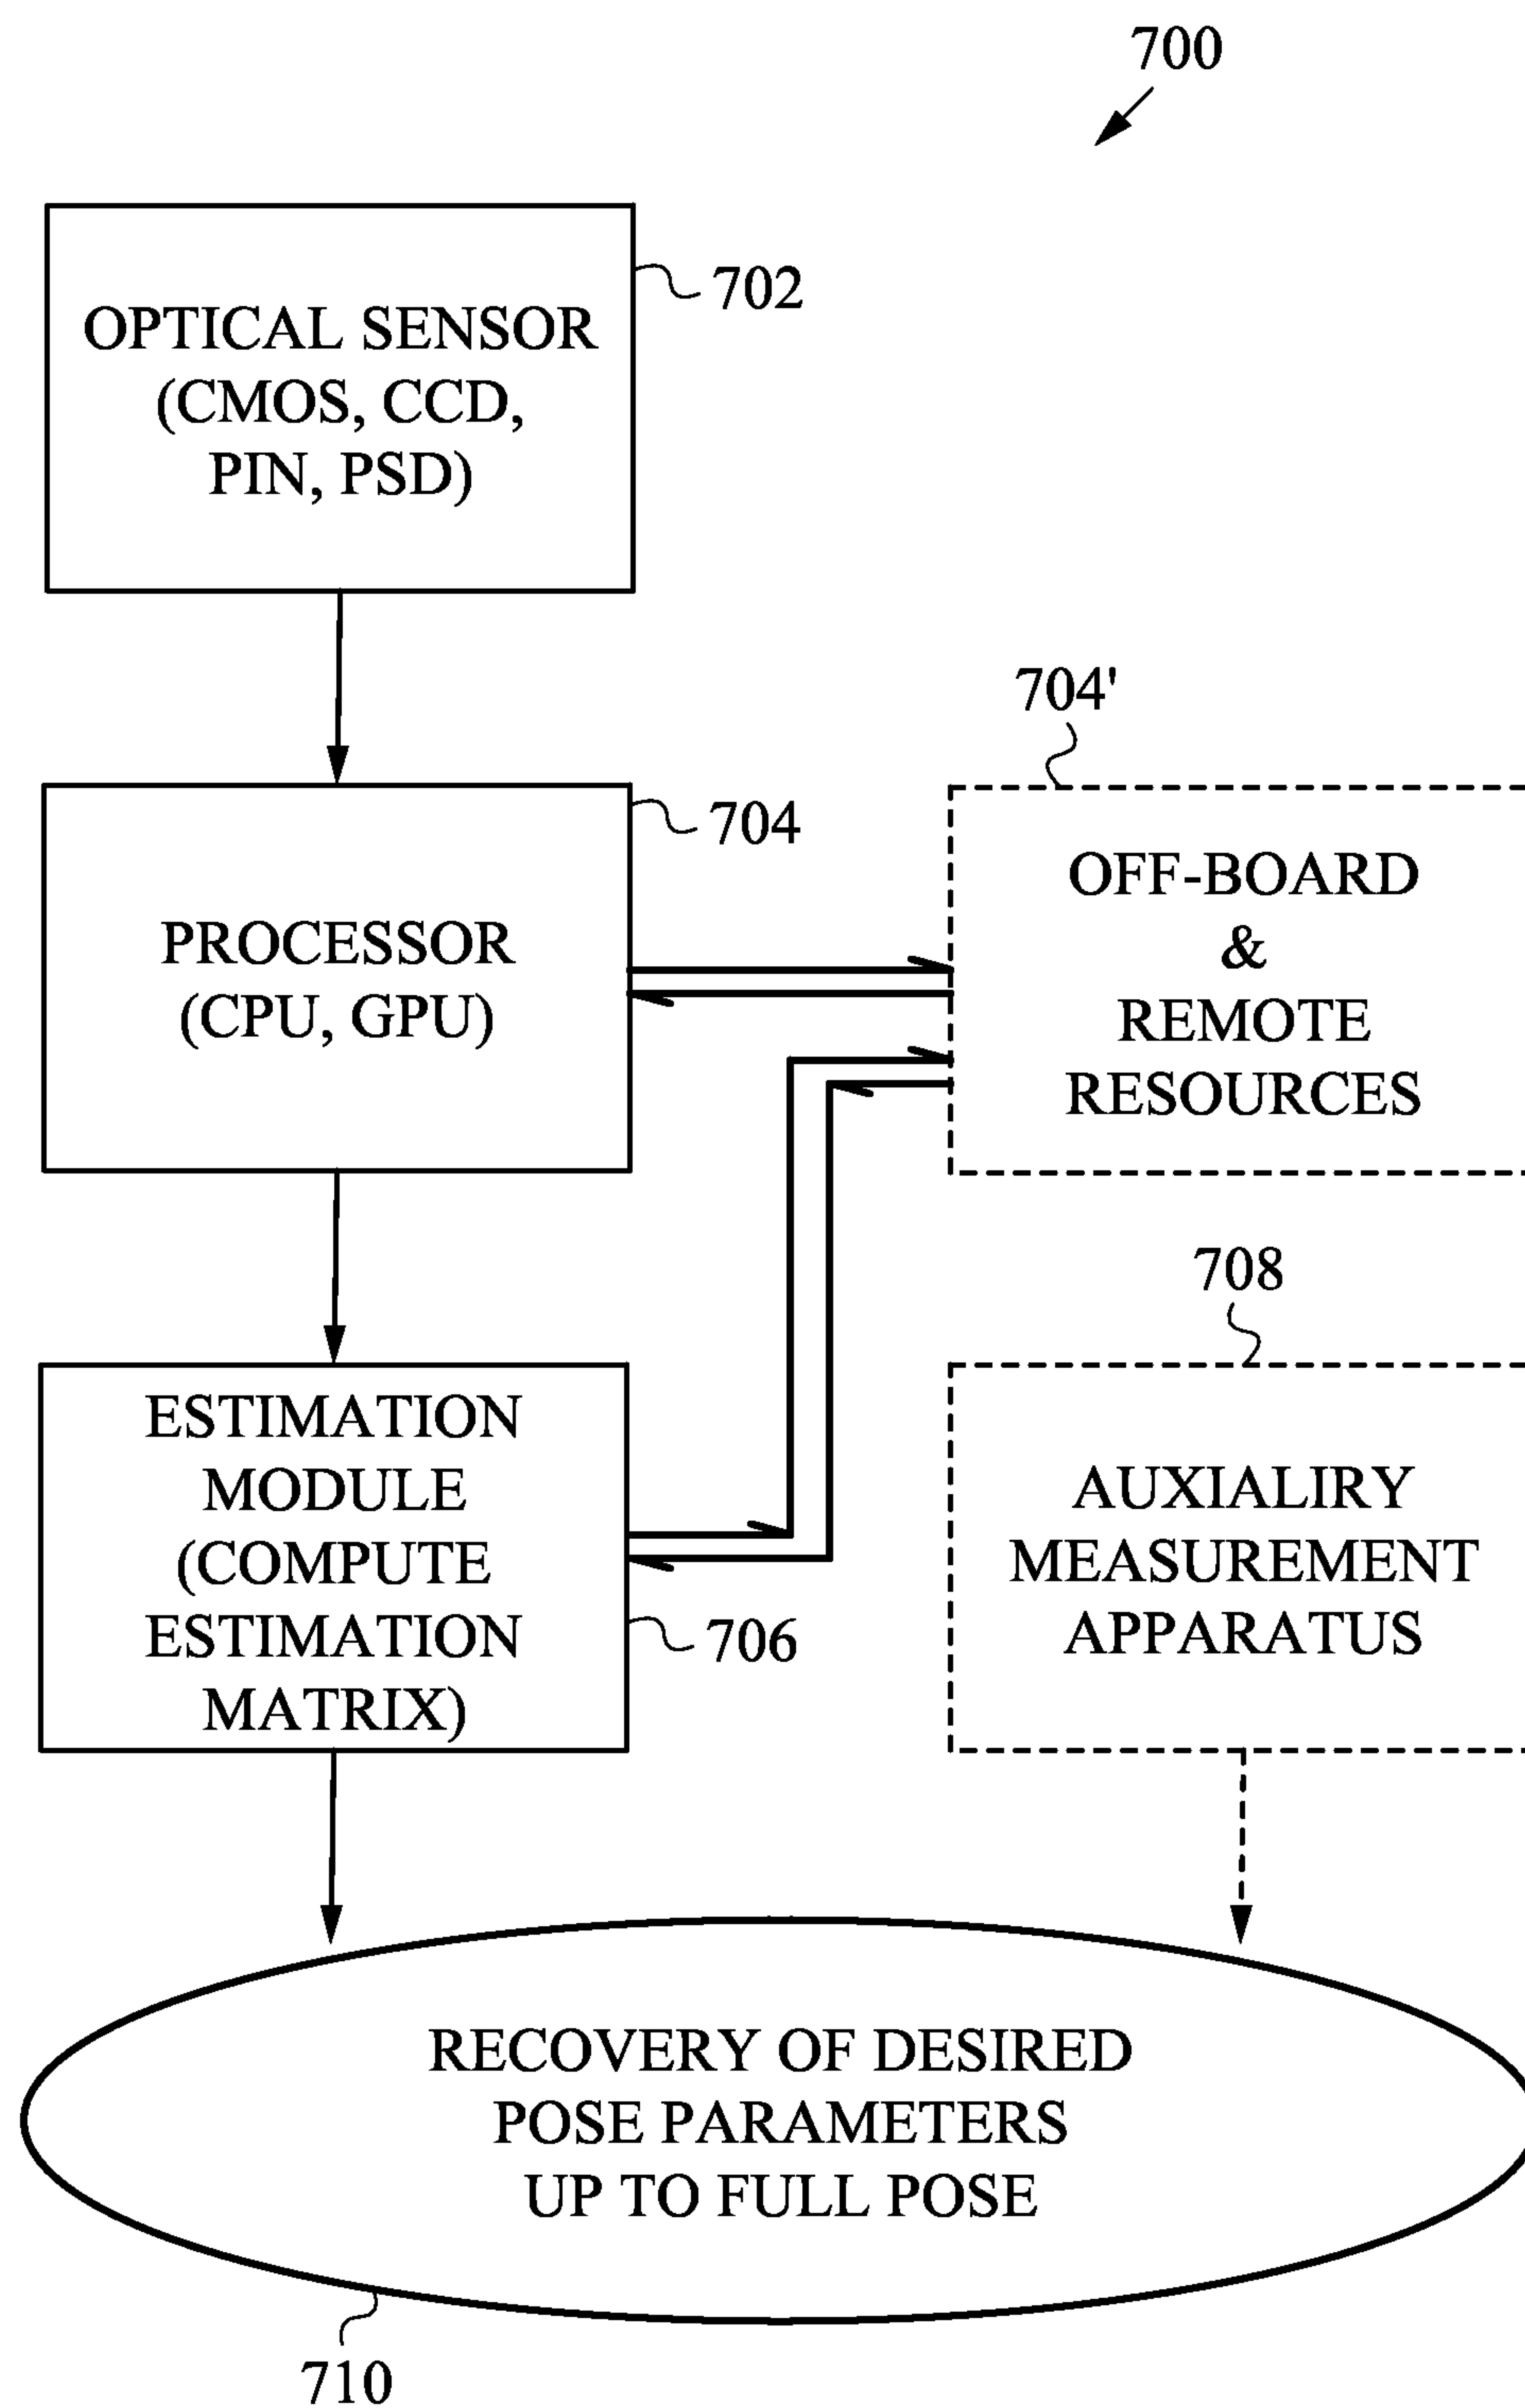 700
OPTICAL SENSOR
(CMOS, CCD,
PIN, PSD)
702
704'
PROCESSOR
(CPU, GPU)
704
OFF-BOARD
&
REMOTE
RESOURCES
708
ESTIMATION
MODULE
(COMPUTE
ESTIMATION
MATRIX)
706
AUXIALIRY
MEASUREMENT
APPARATUS
RECOVERY OF DESIRED
POSE PARAMETERS
UP TO FULL POSE
710